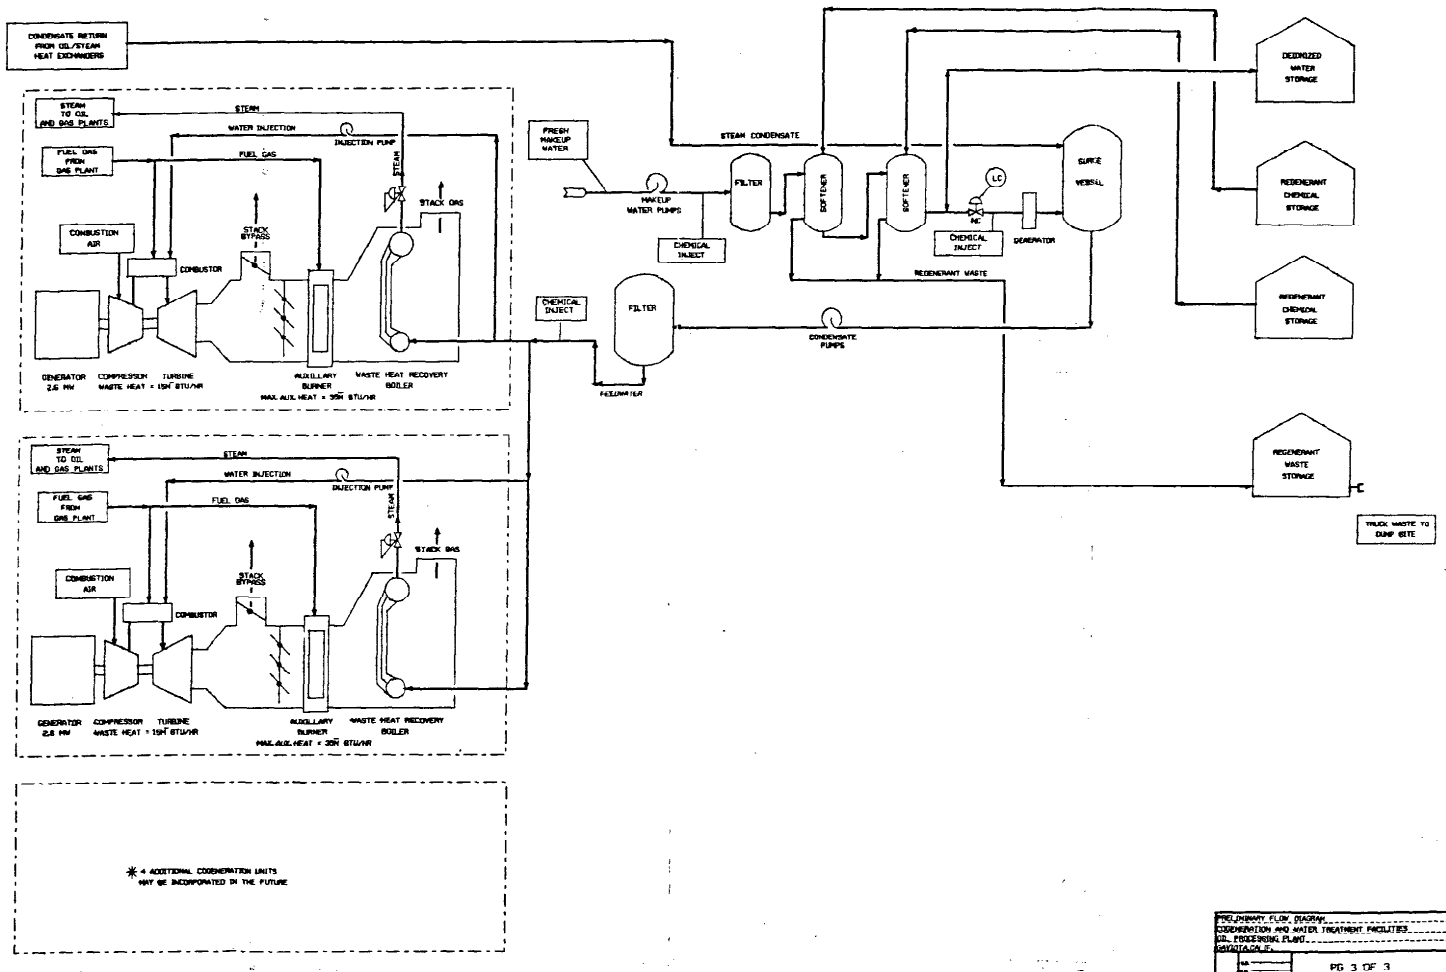 CONDENSATE RETURN
FROM OIL/STEAM
HEAT EXCHANGERS
STEAM
TO OIL
AND GAS PLANTS
STEAM
WATER INJECTION
INJECTION PUMP
FUEL GAS
FROM
GAS PLANT
FUEL GAS
STEAM
STACK GAS
COMBUSTION
AIR
STACK
BYPASS
COMBUSTOR
GENERATOR
2.6 MW
COMPRESSOR
TURBINE
WASTE HEAT = 15M BTU/HR
AUXILLARY
BURNER
MAX. AUX. HEAT = 35M BTU/HR
WASTE HEAT RECOVERY
BOILER
FRESH
MAKEUP
WATER
STEAM CONDENSATE
MAKEUP
WATER PUMPS
CHEMICAL
INJECT
FILTER
SOFTENER
SOFTENER
LC
NC
CHEMICAL
INJECT
SURGE
VESSEL
REGENERANT WASTE
CHEMICAL
INJECT
FILTER
CONDENSATE
PUMPS
FEEDWATER
DEIONIZED
WATER
STORAGE
REGENERANT
CHEMICAL
STORAGE
REGENERANT
CHEMICAL
STORAGE
REGENERANT
WASTE
STORAGE
TRUCK WASTE TO
DUMP SITE
STEAM
TO OIL
AND GAS PLANTS
STEAM
WATER INJECTION
INJECTION PUMP
FUEL GAS
FROM
GAS PLANT
FUEL GAS
STEAM
STACK GAS
COMBUSTION
AIR
STACK
BYPASS
COMBUSTOR
GENERATOR
2.6 MW
COMPRESSOR
TURBINE
WASTE HEAT = 15M BTU/HR
AUXILLARY
BURNER
MAX. AUX. HEAT = 35M BTU/HR
WASTE HEAT RECOVERY
BOILER
* 4 ADDITIONAL COGENERATION UNITS
MAY BE INCORPORATED IN THE FUTURE
PRELIMINARY FLOW DIAGRAM
COGENERATION AND WATER TREATMENT FACILITIES
OIL PROCESSING PLANT
GAVIOTA, CALIF.
PG 3 OF 3